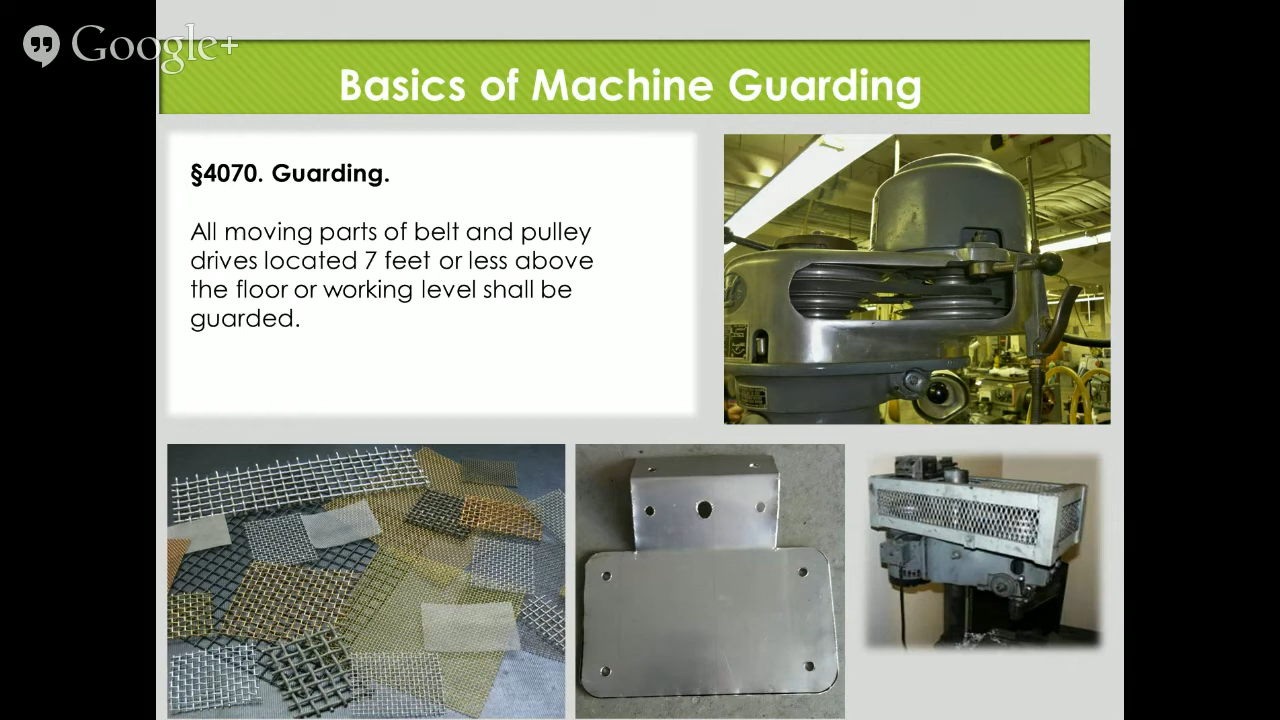 Google+
Basics of Machine Guarding
§4070. Guarding.
All moving parts of belt and pulley
drives located 7 feet or less above
the floor or working level shall be
guarded.